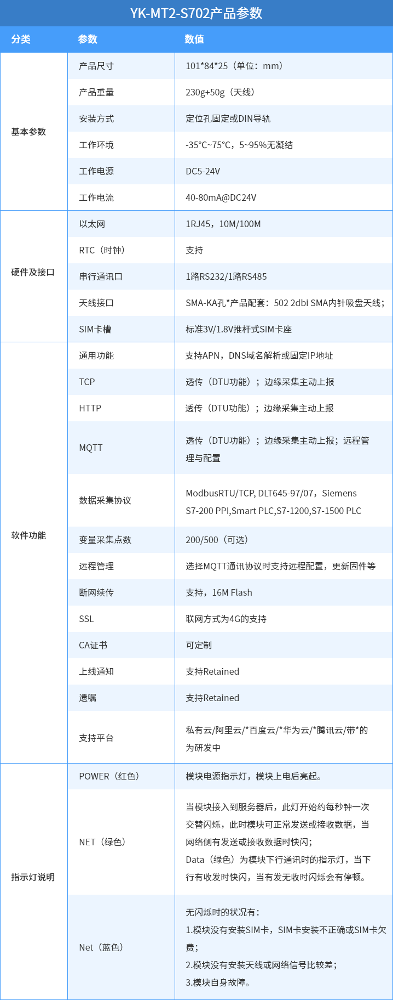 YK-MT2-S702产品参数
分类 参数 数值
基本参数
产品尺寸 101*84*25（单位：mm）
产品重量 230g+50g（天线）
安装方式 定位孔固定或DIN导轨
工作环境 -35℃~75℃，5~95%无凝结
工作电源 DC5-24V
工作电流 40-80mA@DC24V
硬件及接口
以太网 1RJ45，10M/100M
RTC（时钟） 支持
串行通讯口 1路RS232/1路RS485
天线接口 SMA-KA孔*产品配套：502 2dbi SMA内针吸盘天线；
SIM卡槽 标准3V/1.8V推杆式SIM卡座
软件功能
通用功能 支持APN，DNS域名解析或固定IP地址
TCP 透传（DTU功能）；边缘采集主动上报
HTTP 透传（DTU功能）；边缘采集主动上报
MQTT
透传（DTU功能）；边缘采集主动上报；远程管
理与配置
数据采集协议
ModbusRTU/TCP, DLT645-97/07，Siemens
S7-200 PPI,Smart PLC,S7-1200,S7-1500 PLC
变量采集点数 200/500（可选）
远程管理 选择MQTT通讯协议时支持远程配置，更新固件等
断网续传 支持，16M Flash
SSL 联网方式为4G的支持
CA证书 可定制
上线通知 支持Retained
遗嘱 支持Retained
支持平台
私有云/阿里云/*百度云/*华为云/*腾讯云/带*的
为研发中
指示灯说明
POWER（红色） 模块电源指示灯，模块上电后亮起。
NET（绿色）
当模块接入到服务器后，此灯开始约每秒钟一次
交替闪烁，此时模块可正常发送或接收数据，当
网络侧有发送或接收数据时快闪；
Data（绿色）为模块下行通讯时的指示灯，当下
行有收发时快闪，当有发无收时闪烁会有停顿。
Net（蓝色）
无闪烁时的状况有：
1.模块没有安装SIM卡，SIM卡安装不正确或SIM卡欠
费；
2.模块没有安装天线或网络信号比较差；
3.模块自身故障。